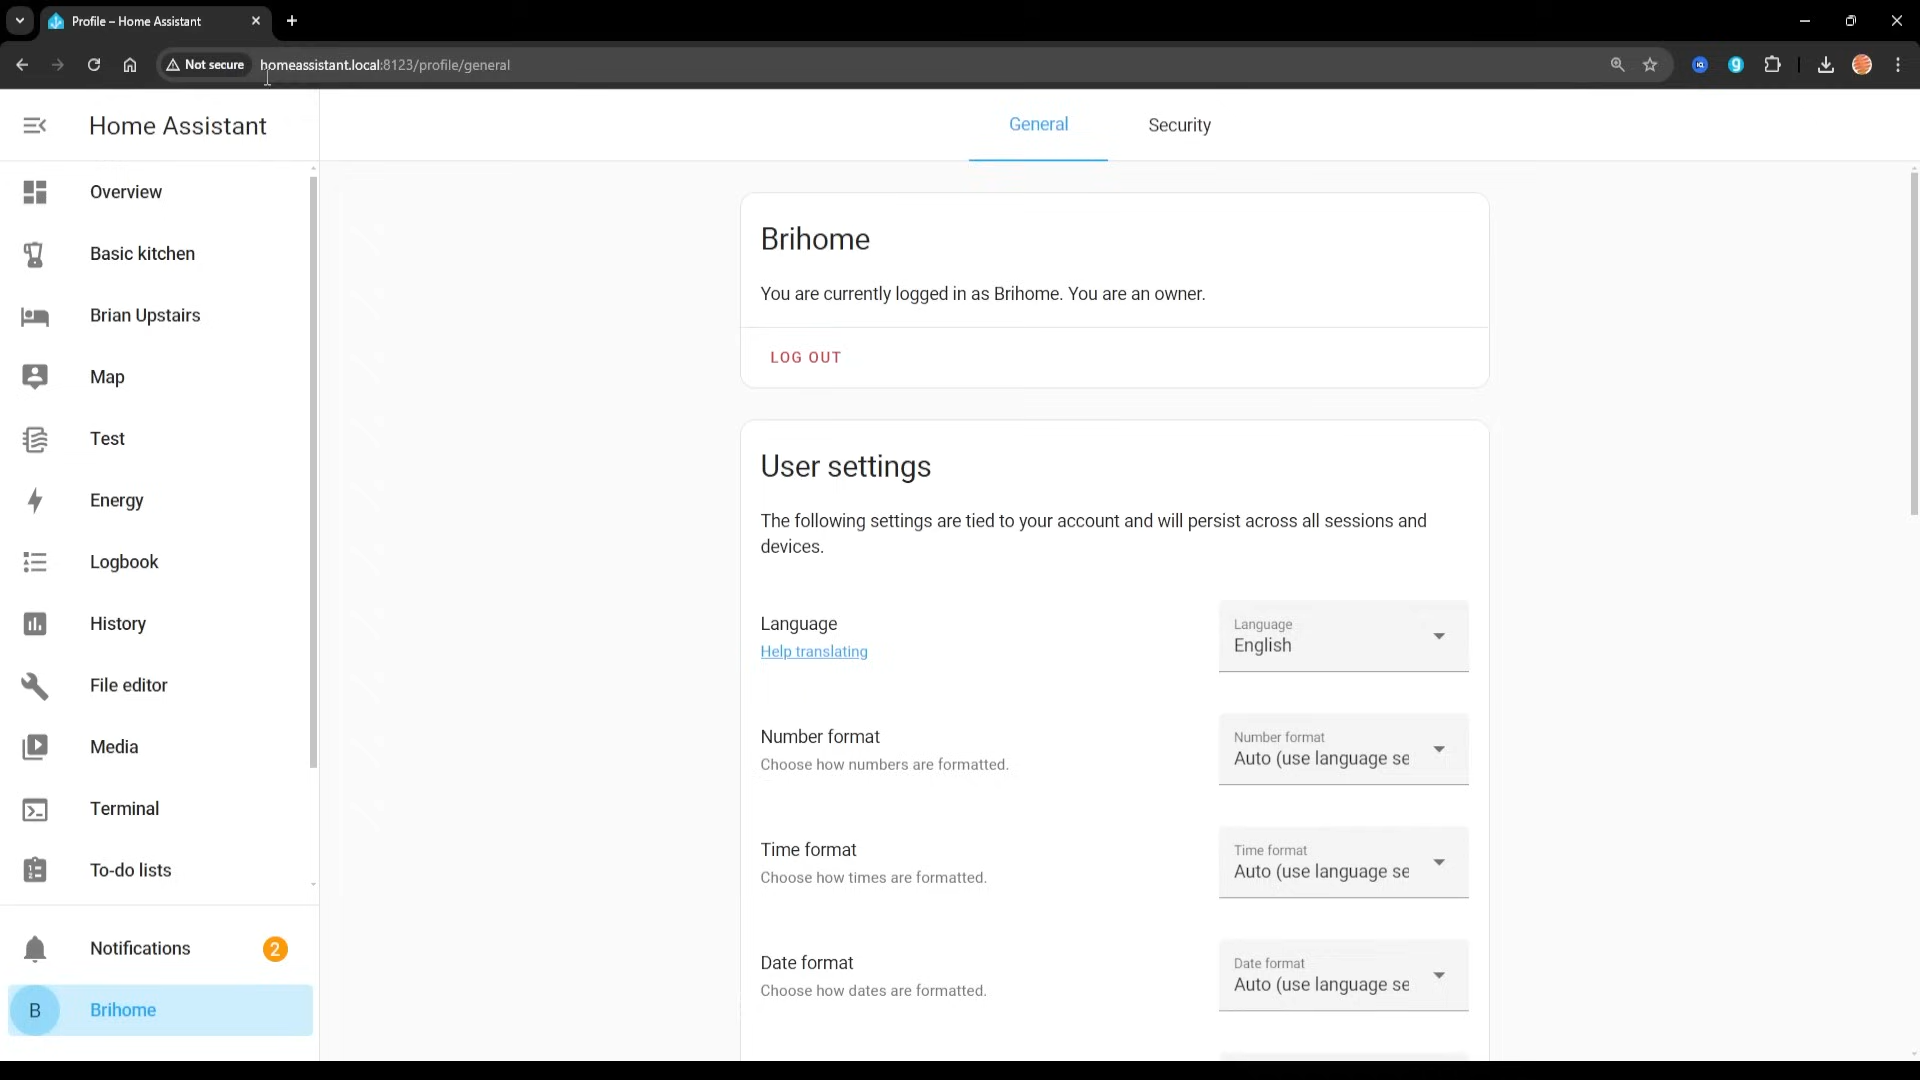 Profile – Home Assistant
Not secure
homeassistant.local:8123/profile/general
Home Assistant
General
Security
Overview
Basic kitchen
Brian Upstairs
Map
Test
Energy
Logbook
History
File editor
Media
Terminal
To-do lists
Notifications
2
B
Brihome
Brihome
You are currently logged in as Brihome. You are an owner.
LOG OUT
User settings
The following settings are tied to your account and will persist across all sessions and
devices.
Language
Help translating
Language
English
Number format
Choose how numbers are formatted.
Number format
Auto (use language se
Time format
Choose how times are formatted.
Time format
Auto (use language se
Date format
Choose how dates are formatted.
Date format
Auto (use language se